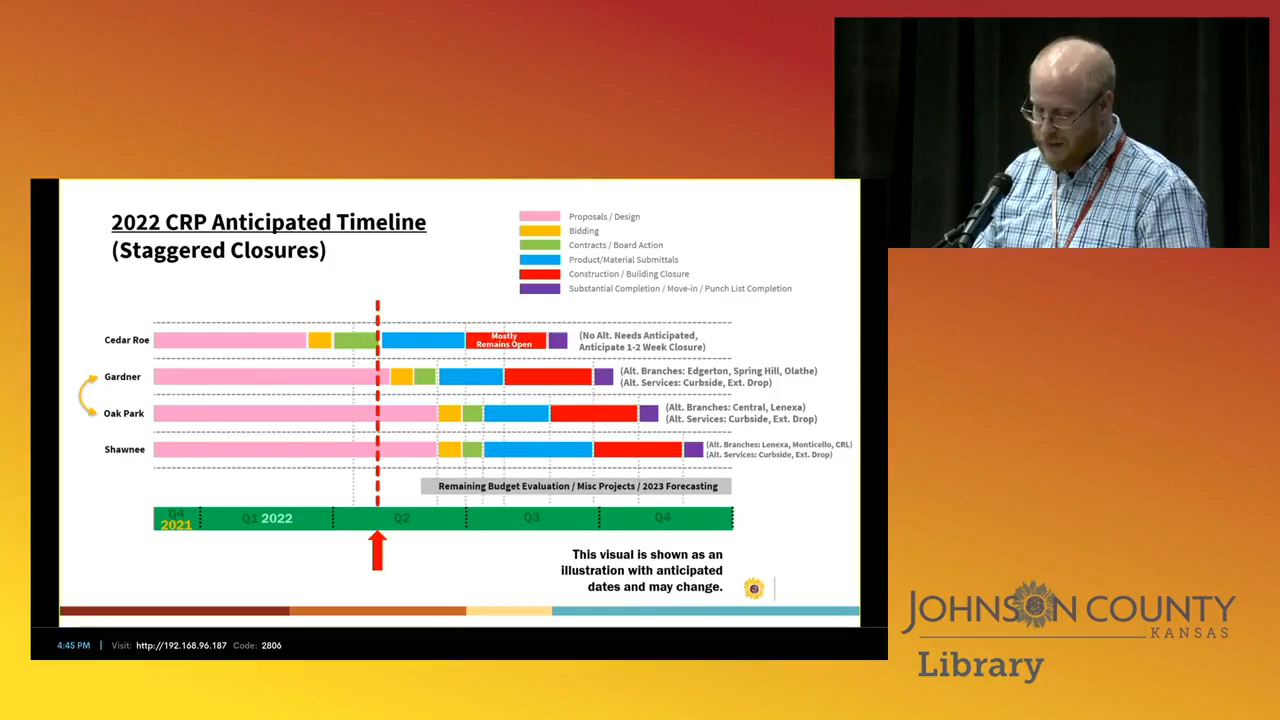 2022 CRP Anticipated Timeline
(Staggered Closures)
Proposals / Design
Bidding
Contracts / Board Action
Product/Material Submittals
Construction / Building Closure
Substantial Completion / Move-in / Punch List Completion
Cedar Roe
Mostly
Remains Open
(No Alt. Needs Anticipated,
Anticipate 1-2 Week Closure)
Gardner
(Alt. Branches: Edgerton, Spring Hill, Olathe)
(Alt. Services: Curbside, Ext. Drop)
Oak Park
(Alt. Branches: Central, Lenexa)
(Alt. Services: Curbside, Ext. Drop)
Shawnee
(Alt. Branches: Lenexa, Monticello, CRL)
(Alt. Services: Curbside, Ext. Drop)
Remaining Budget Evaluation / Misc Projects / 2023 Forecasting
Q4
2021
Q1 2022
Q2
Q3
Q4
This visual is shown as an
illustration with anticipated
dates and may change.
4:45 PM | Visit: http://192.168.96.187 Code: 2806
JOHNSON COUNTY
KANSAS
Library